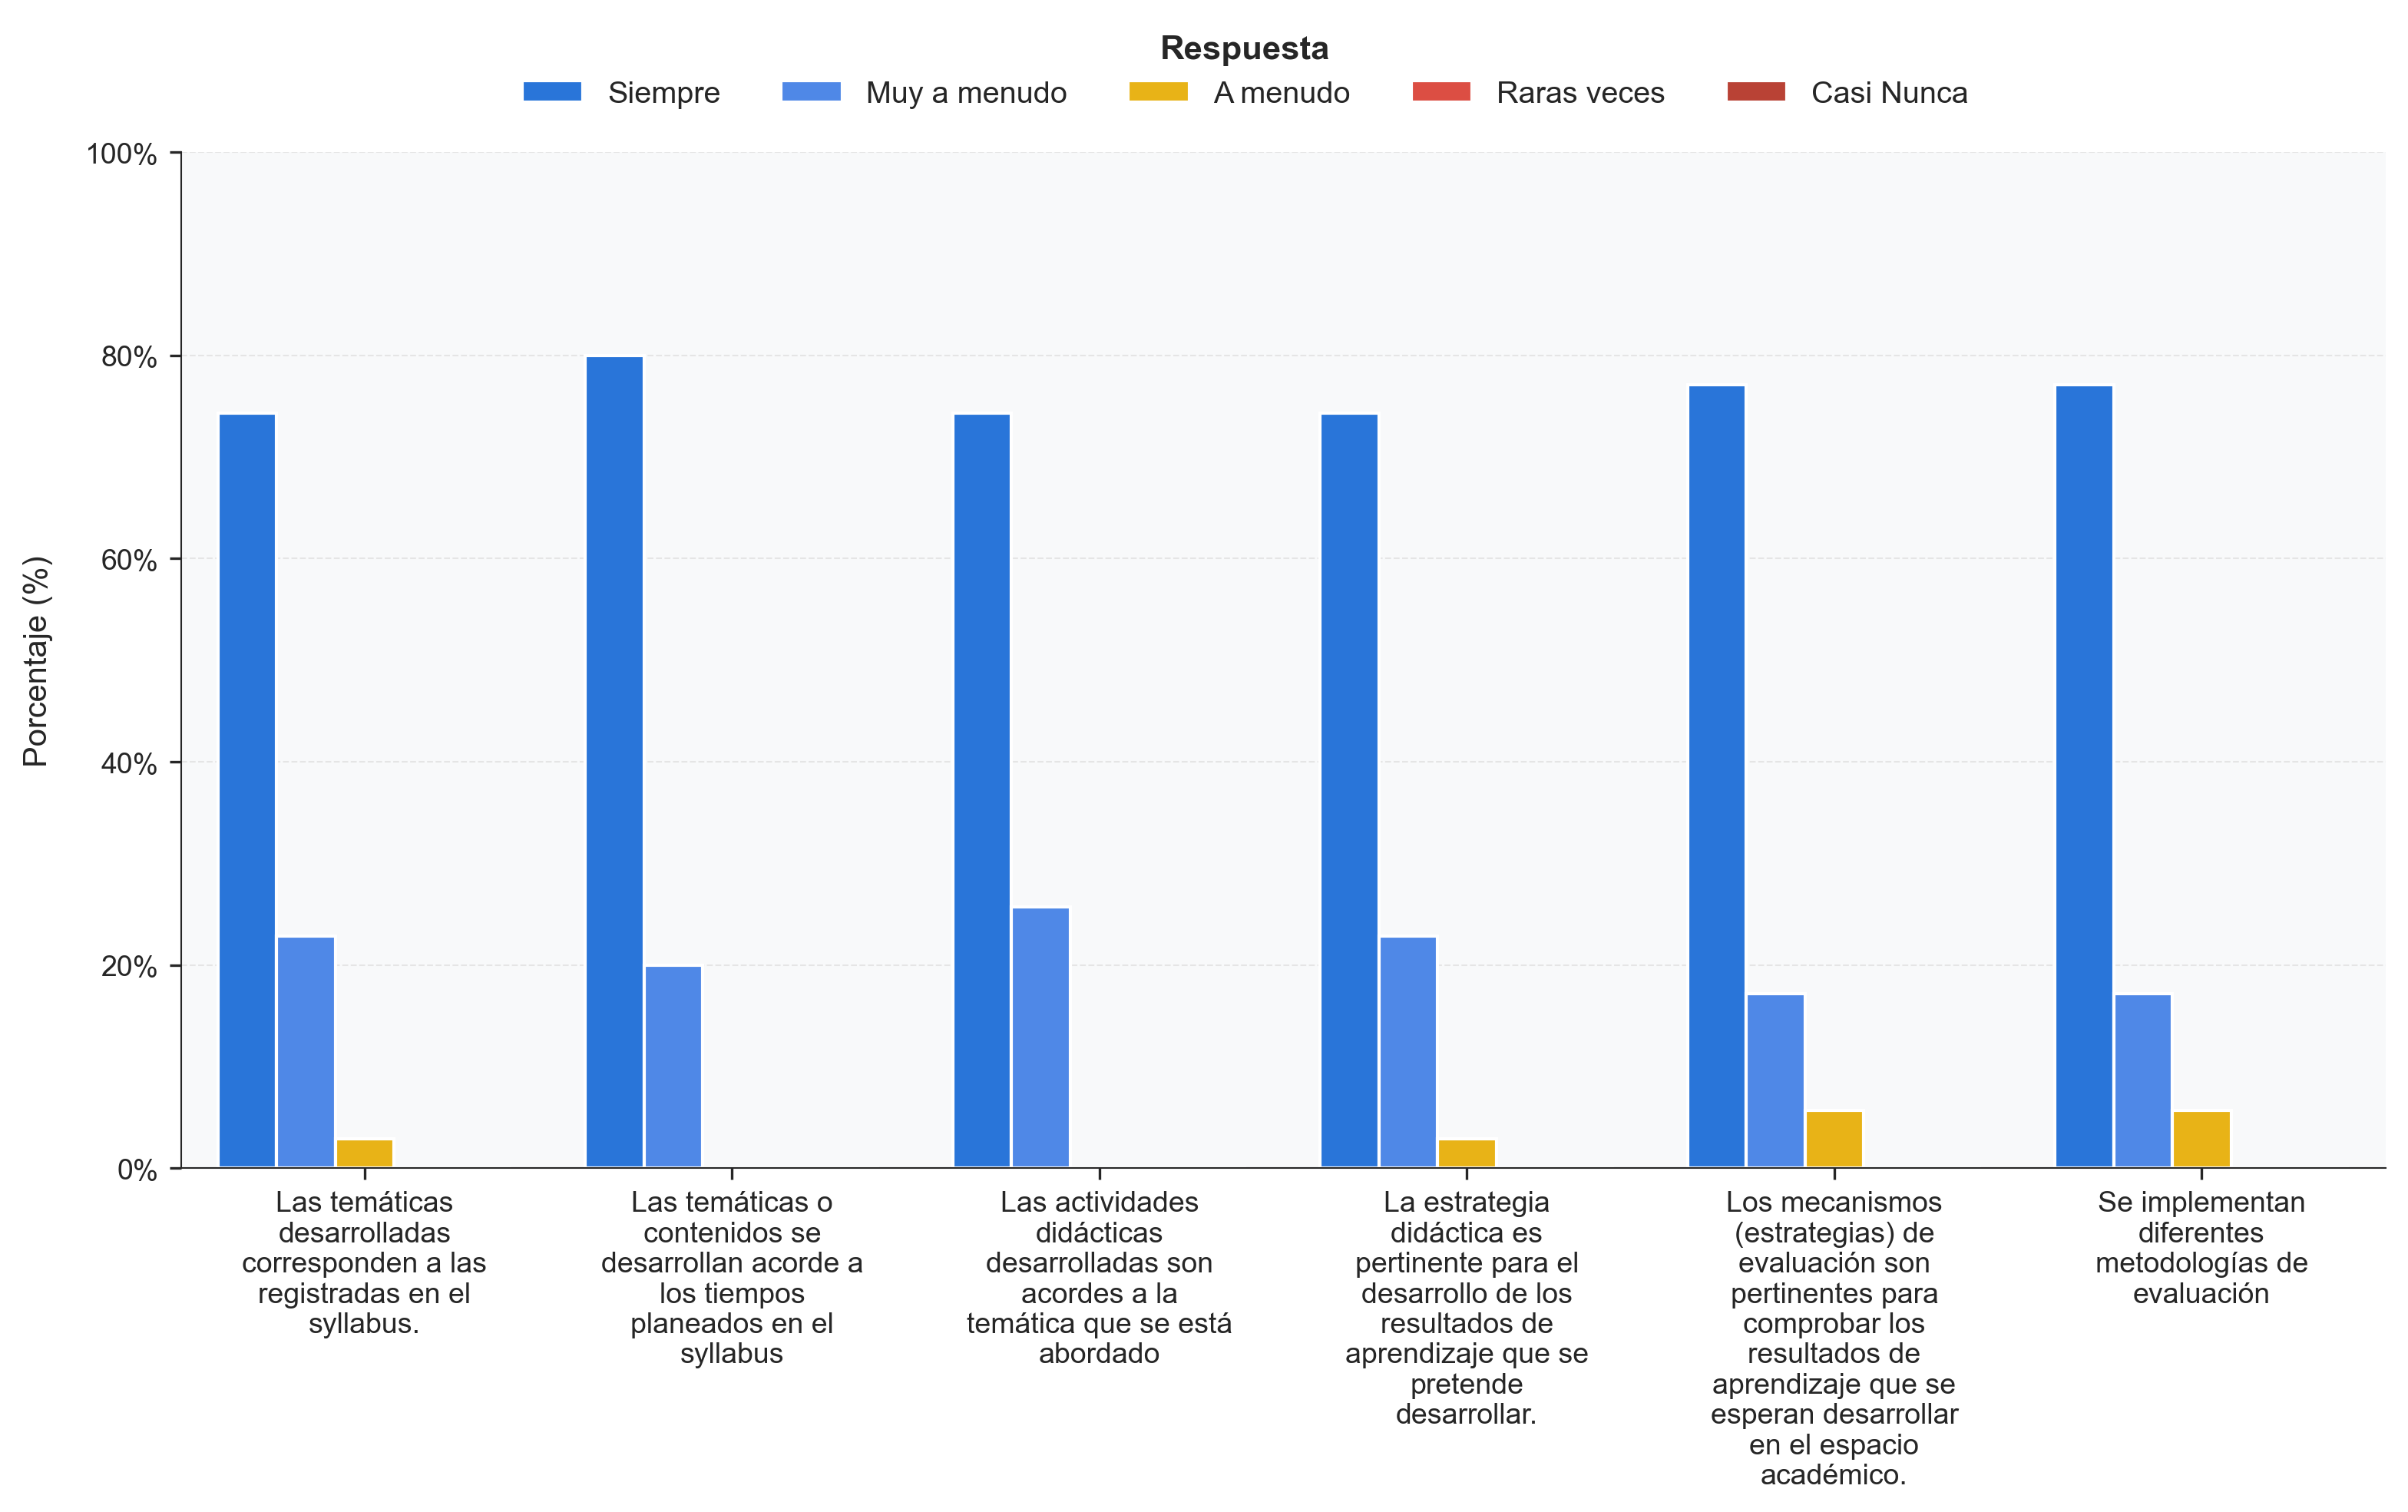 Respuesta
Siempre
Muy a menudo
A menudo
Raras veces
Casi Nunca
100%
80%
60%
40%
20%
0%
Porcentaje (%)
Las temáticas
desarrolladas
corresponden a las
registradas en el
syllabus.
Las temáticas o
contenidos se
desarrollan acorde a
los tiempos
planeados en el
syllabus
Las actividades
didácticas
desarrolladas son
acordes a la
temática que se está
abordado
La estrategia
didáctica es
pertinente para el
desarrollo de los
resultados de
aprendizaje que se
pretende
desarrollar.
Los mecanismos
(estrategias) de
evaluación son
pertinentes para
comprobar los
resultados de
aprendizaje que se
esperan desarrollar
en el espacio
académico.
Se implementan
diferentes
metodologías de
evaluación